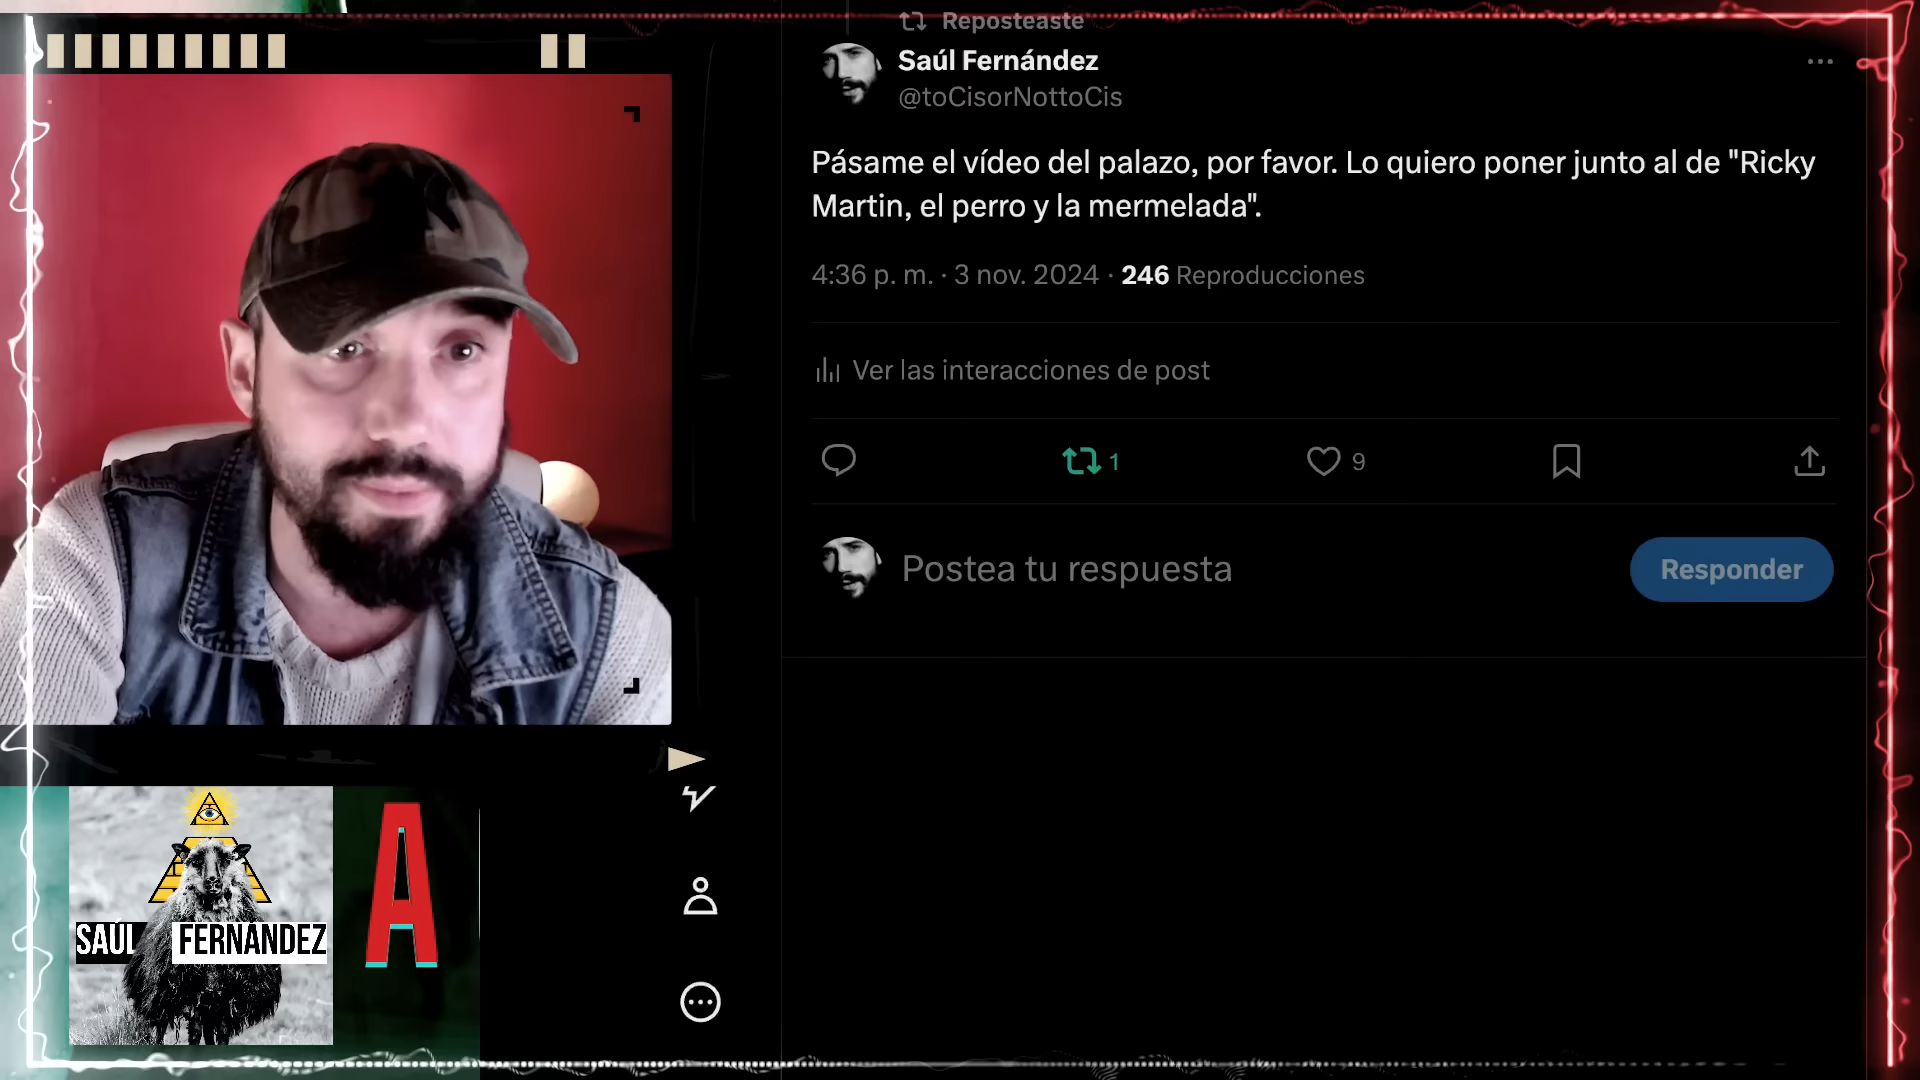 Reposteaste
Saúl Fernández
@toCisorNottoCis
Pásame el vídeo del palazo, por favor. Lo quiero poner junto al de "Ricky
Martin, el perro y la mermelada".
4:36 p. m. · 3 nov. 2024 · 246 Reproducciones
Ver las interacciones de post
1
9
Postea tu respuesta
Responder
SAÚL FERNÁNDEZ
A